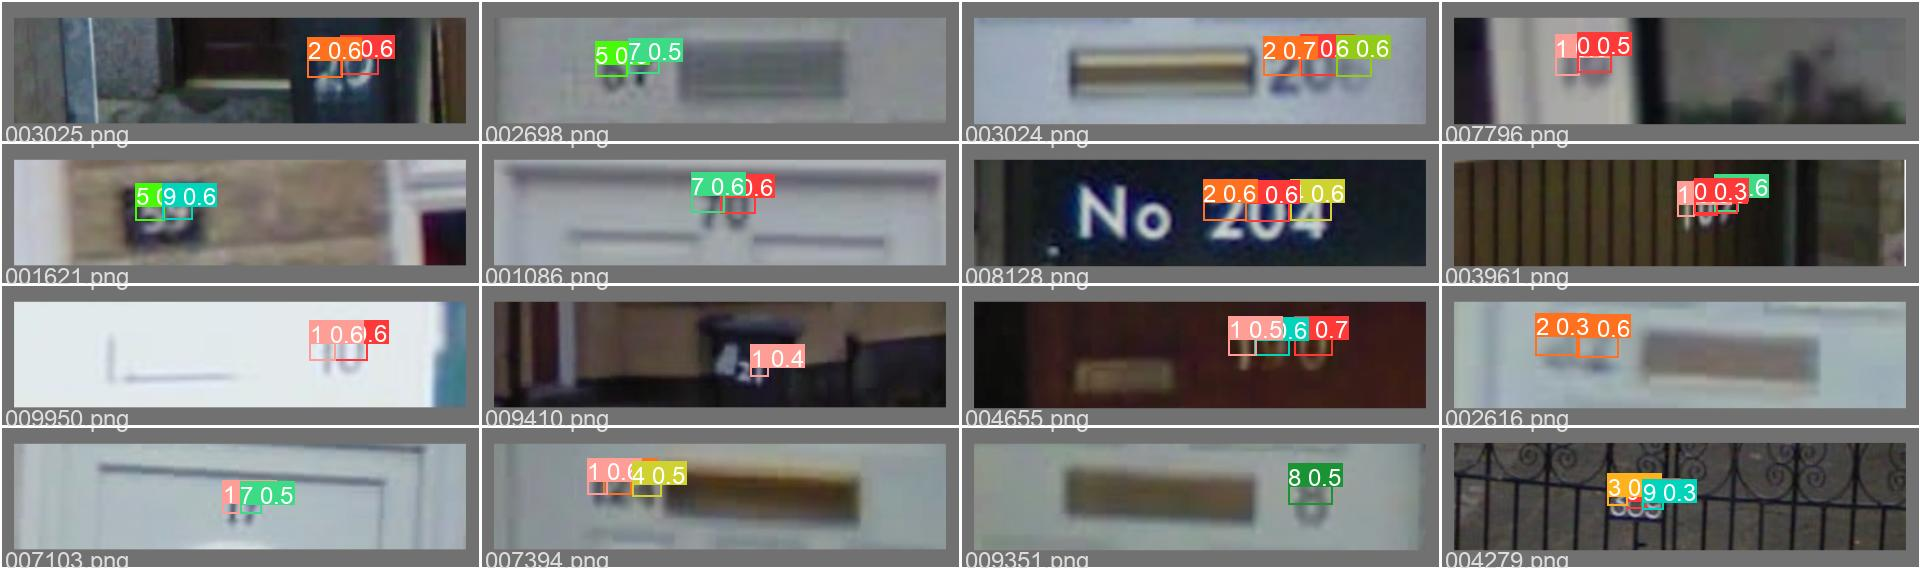 2 0.6 0.6 5 0. 7 0.5 2 0.7 0. 6 0.6 1 0 0.5
003025.png 002698.png 003024.png 007796.png
5 9 0.6 7 0.6 0.6 2 0.6 0.6 0.6 1 0 0.3 .6
No 204
001621.png 001086.png 008128.png 003961.png
1 0.6 .6 1 0.4 1 0.5 .6 0.7 2 0.3 0.6
009950.png 009410.png 004655.png 002616.png
1 7 0.5 1 0.6 4 0.5 8 0.5 3 0 9 0.3
007103.png 007394.png 009351.png 004279.png